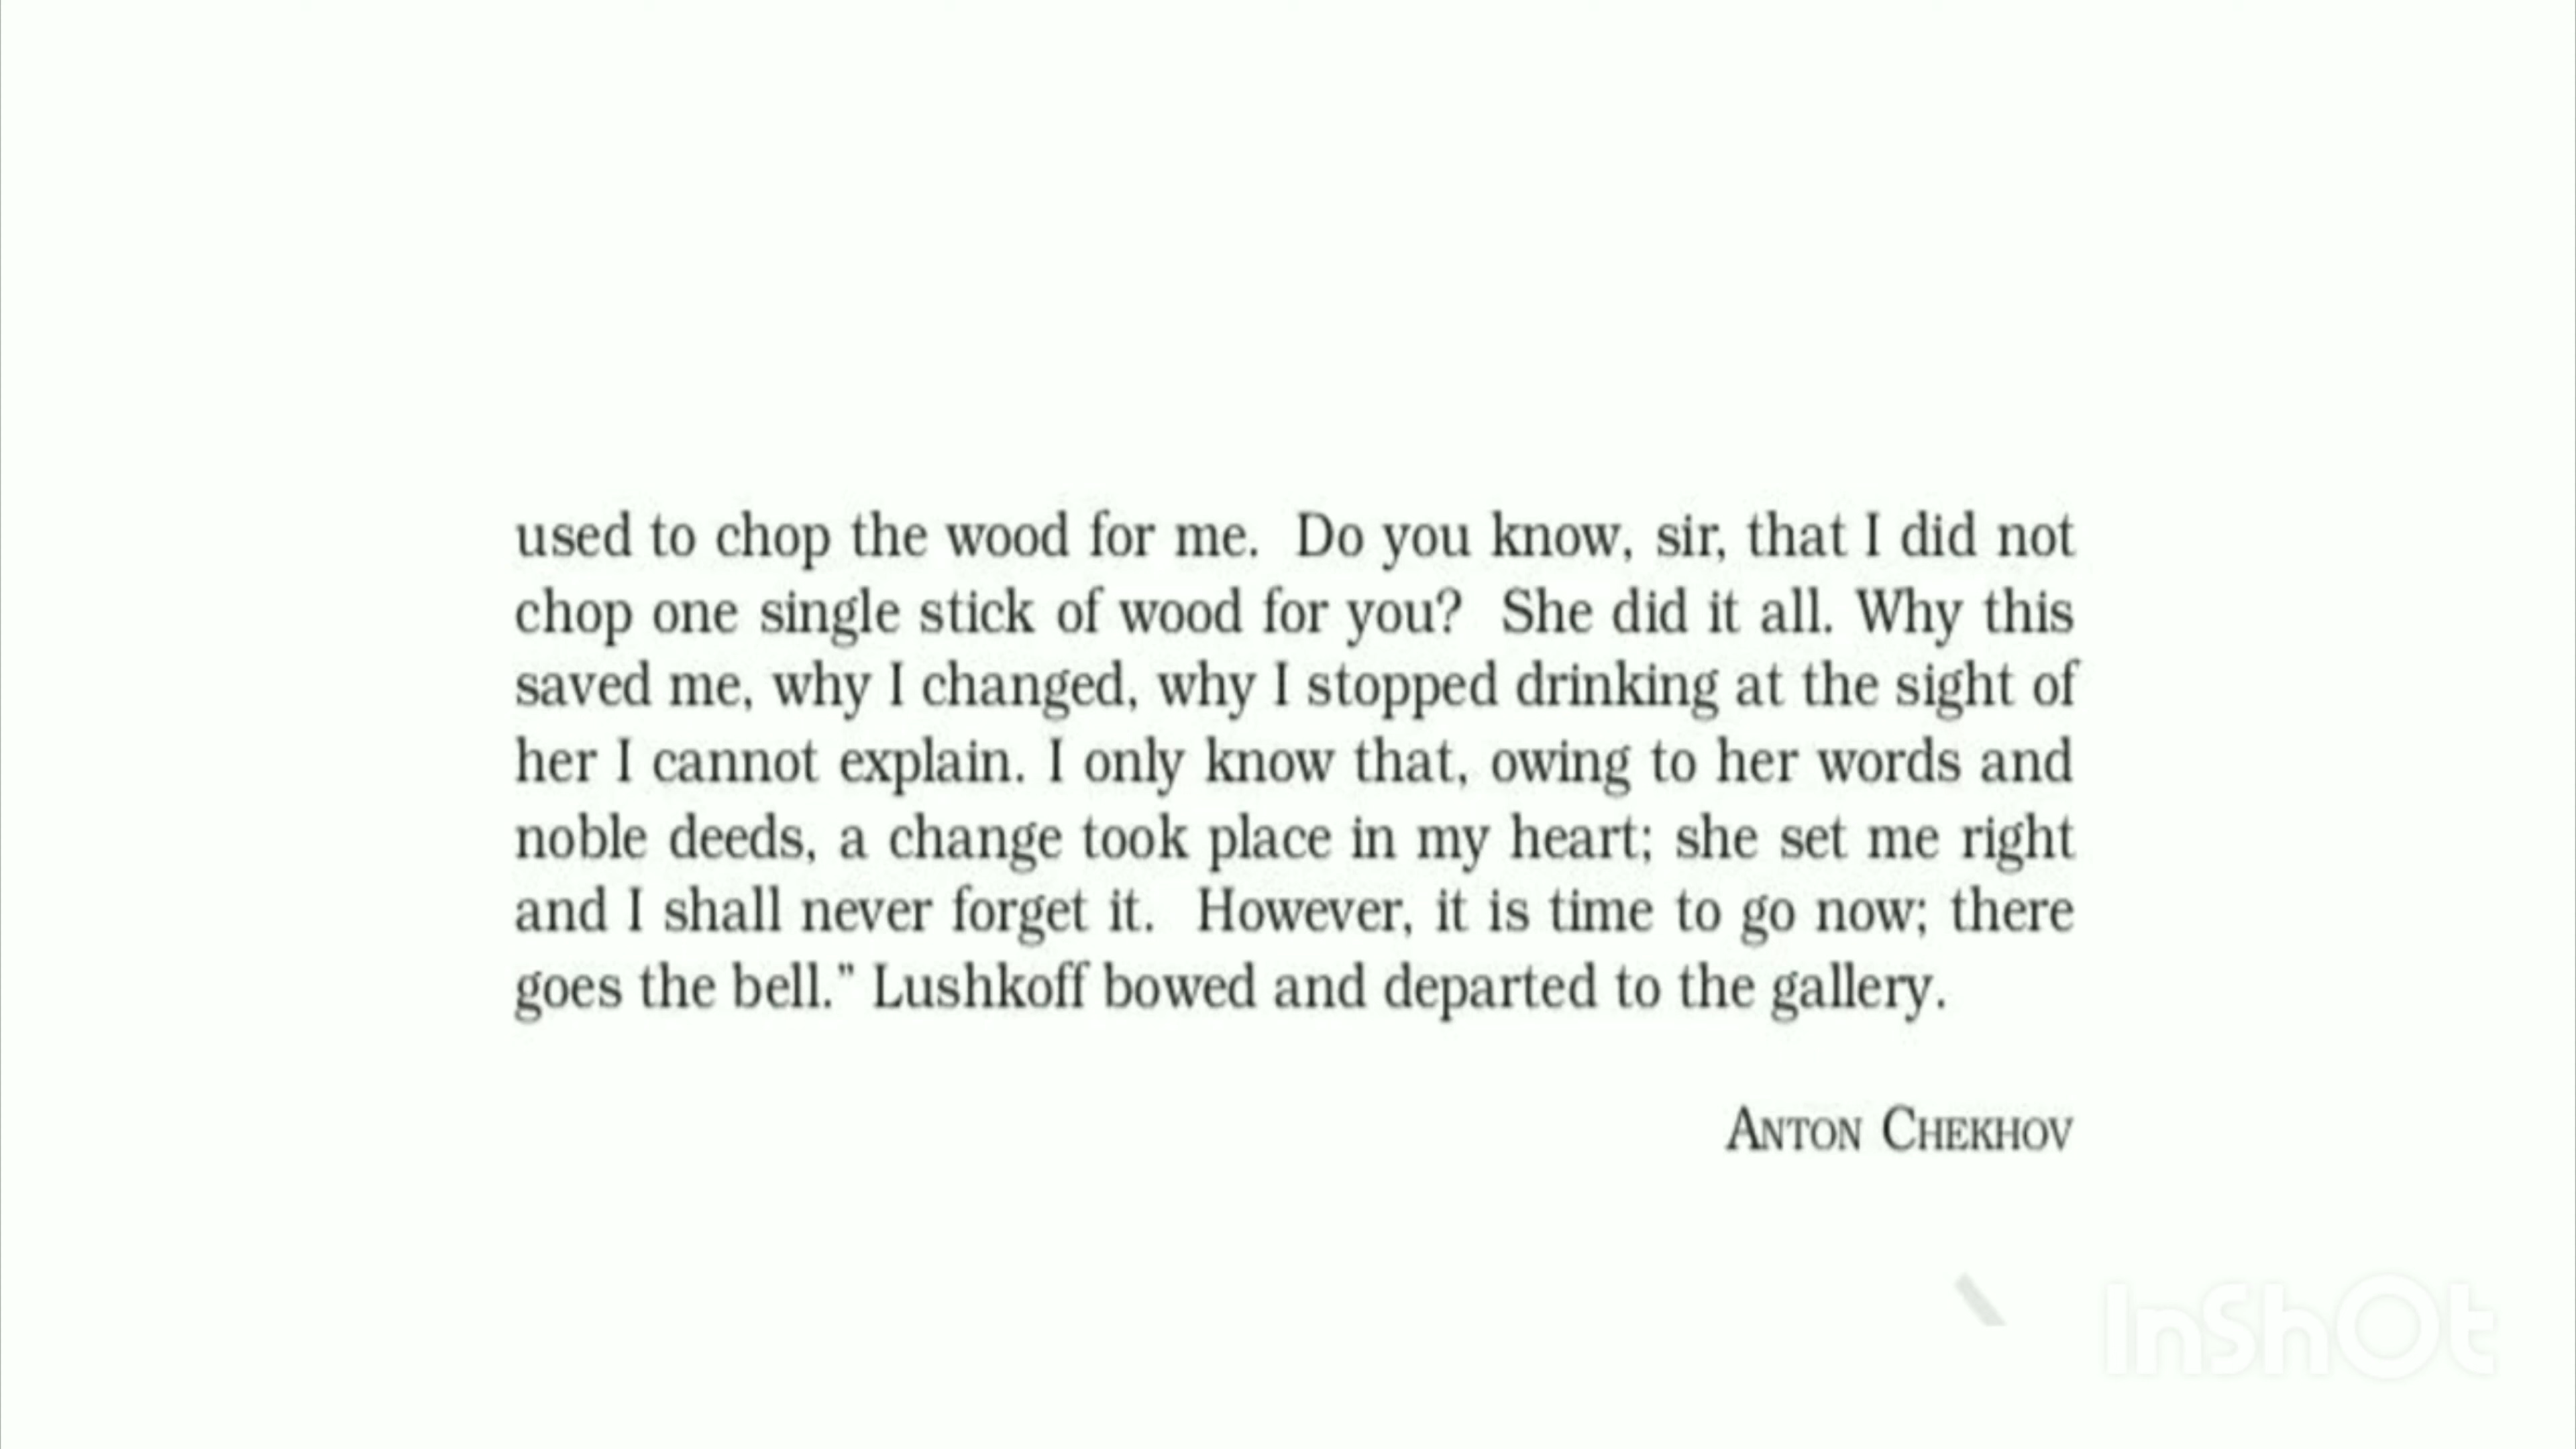 used to chop the wood for me. Do you know, sir, that I did not
chop one single stick of wood for you? She did it all. Why this
saved me, why I changed, why I stopped drinking at the sight of
her I cannot explain. I only know that, owing to her words and
noble deeds, a change took place in my heart; she set me right
and I shall never forget it. However, it is time to go now; there
goes the bell." Lushkoff bowed and departed to the gallery.
ANTON CHEKHOV
InShOt